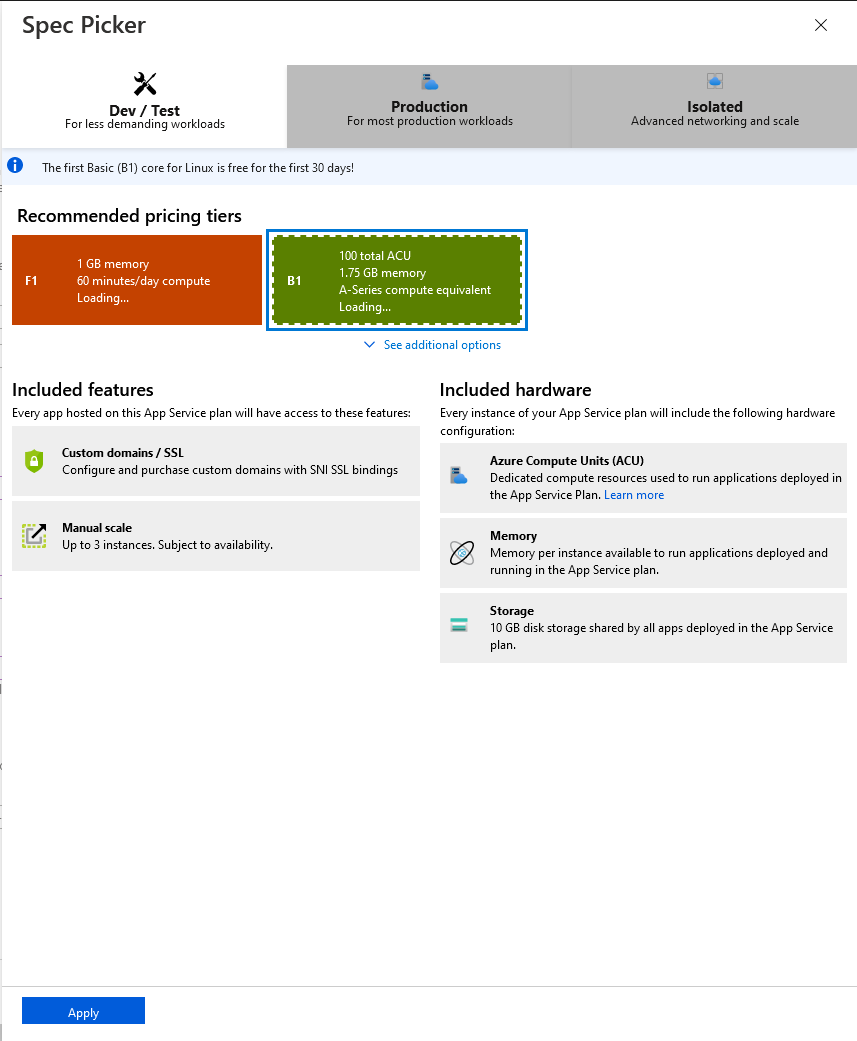 Spec Picker
Dev / Test
For less demanding workloads
Production
For most production workloads
Isolated
Advanced networking and scale
The first Basic (B1) core for Linux is free for the first 30 days!
Recommended pricing tiers
F1
1 GB memory
60 minutes/day compute
Loading...
B1
100 total ACU
1.75 GB memory
A-Series compute equivalent
Loading...
See additional options
Included features
Every app hosted on this App Service plan will have access to these features:
Custom domains / SSL
Configure and purchase custom domains with SNI SSL bindings
Manual scale
Up to 3 instances. Subject to availability.
Included hardware
Every instance of your App Service plan will include the following hardware
configuration:
Azure Compute Units (ACU)
Dedicated compute resources used to run applications deployed in
the App Service Plan. Learn more
Memory
Memory per instance available to run applications deployed and
running in the App Service plan.
Storage
10 GB disk storage shared by all apps deployed in the App Service
plan.
Apply